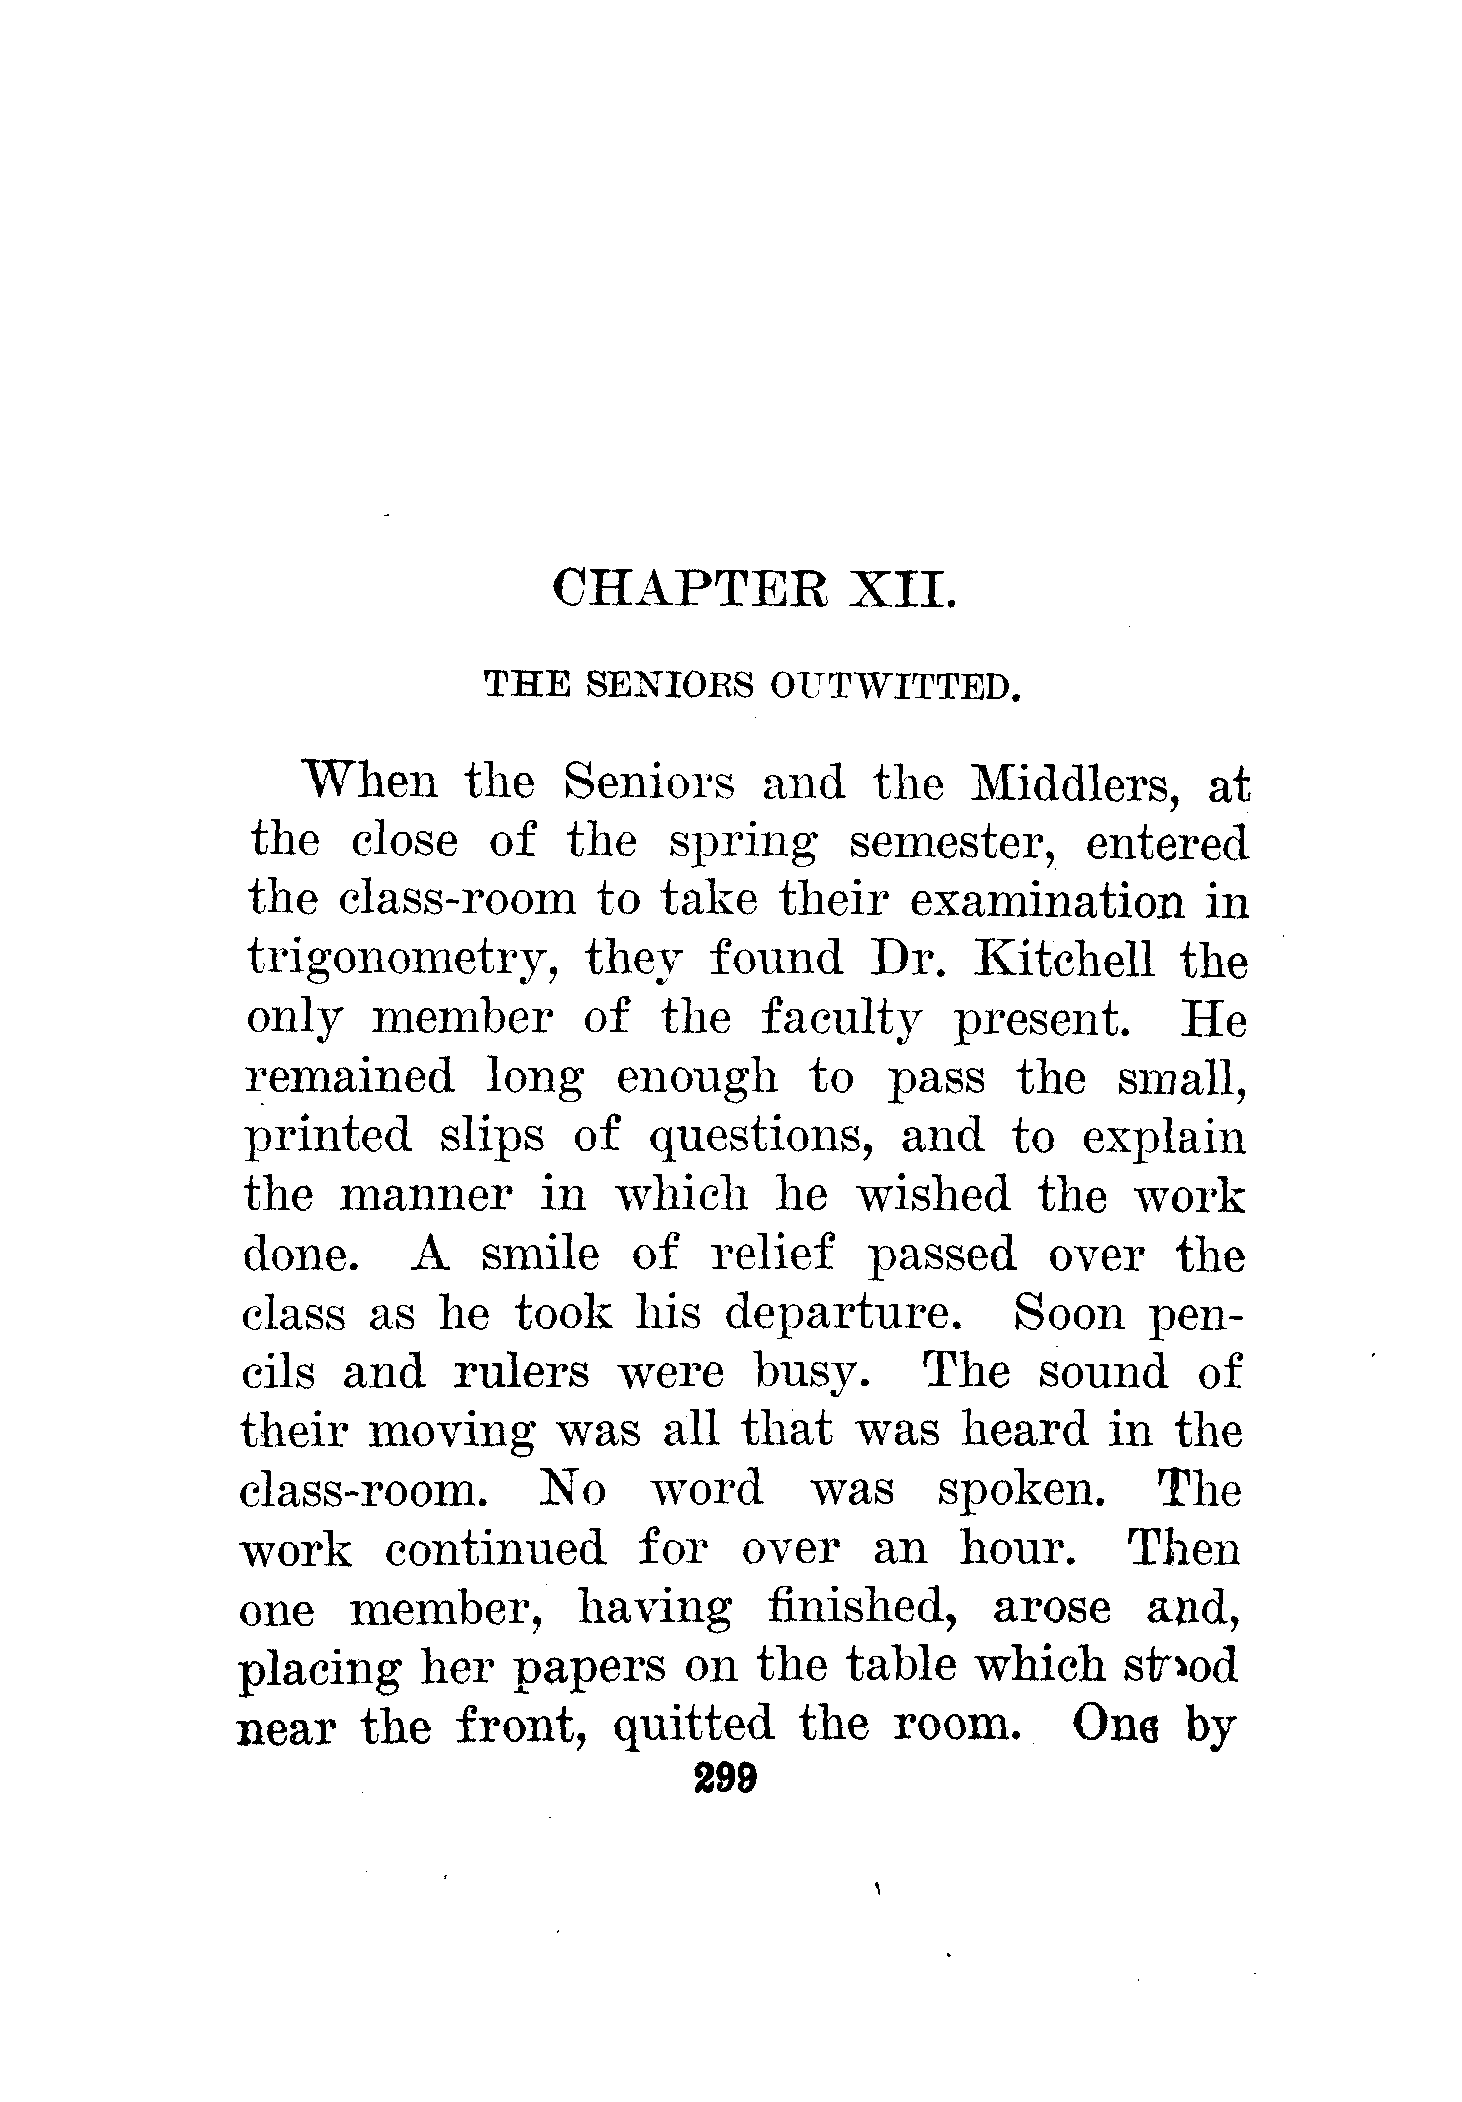 CHAPTER XII.
THE SENIORS OUTWITTED.
When the Seniors and the Middlers, at
the close of the spring semester, entered
the class-room to take their examination in
trigonometry, they found Dr. Kitchell the
only member of the faculty present. He
remained long enough to pass the small,
printed slips of questions, and to explain
the manner in which he wished the work
done. A smile of relief passed over the
class as he took his departure. Soon pen-
cils and rulers were busy. The sound of
their moving was all that was heard in the
class-room. No word was spoken. The
work continued for over an hour. Then
one member, having finished, arose and,
placing her papers on the table which stood
near the front, quitted the room. One by
299